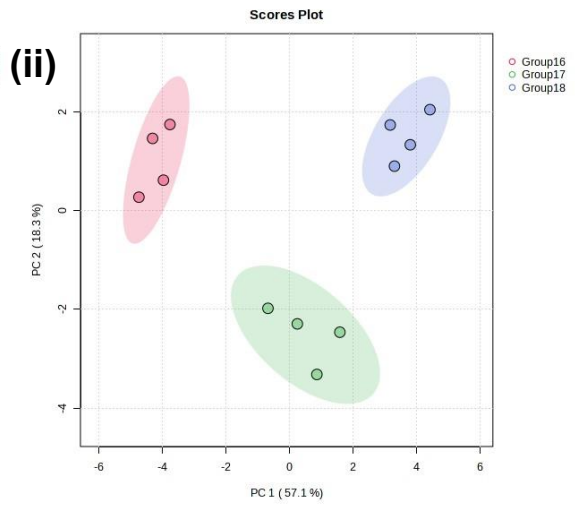 Scores Plot
(ii)
Group16
Group17
Group18
2
0
-2
-4
PC 2 ( 18.3 %)
-6 -4 -2 0 2 4 6
PC 1 ( 57.1 %)